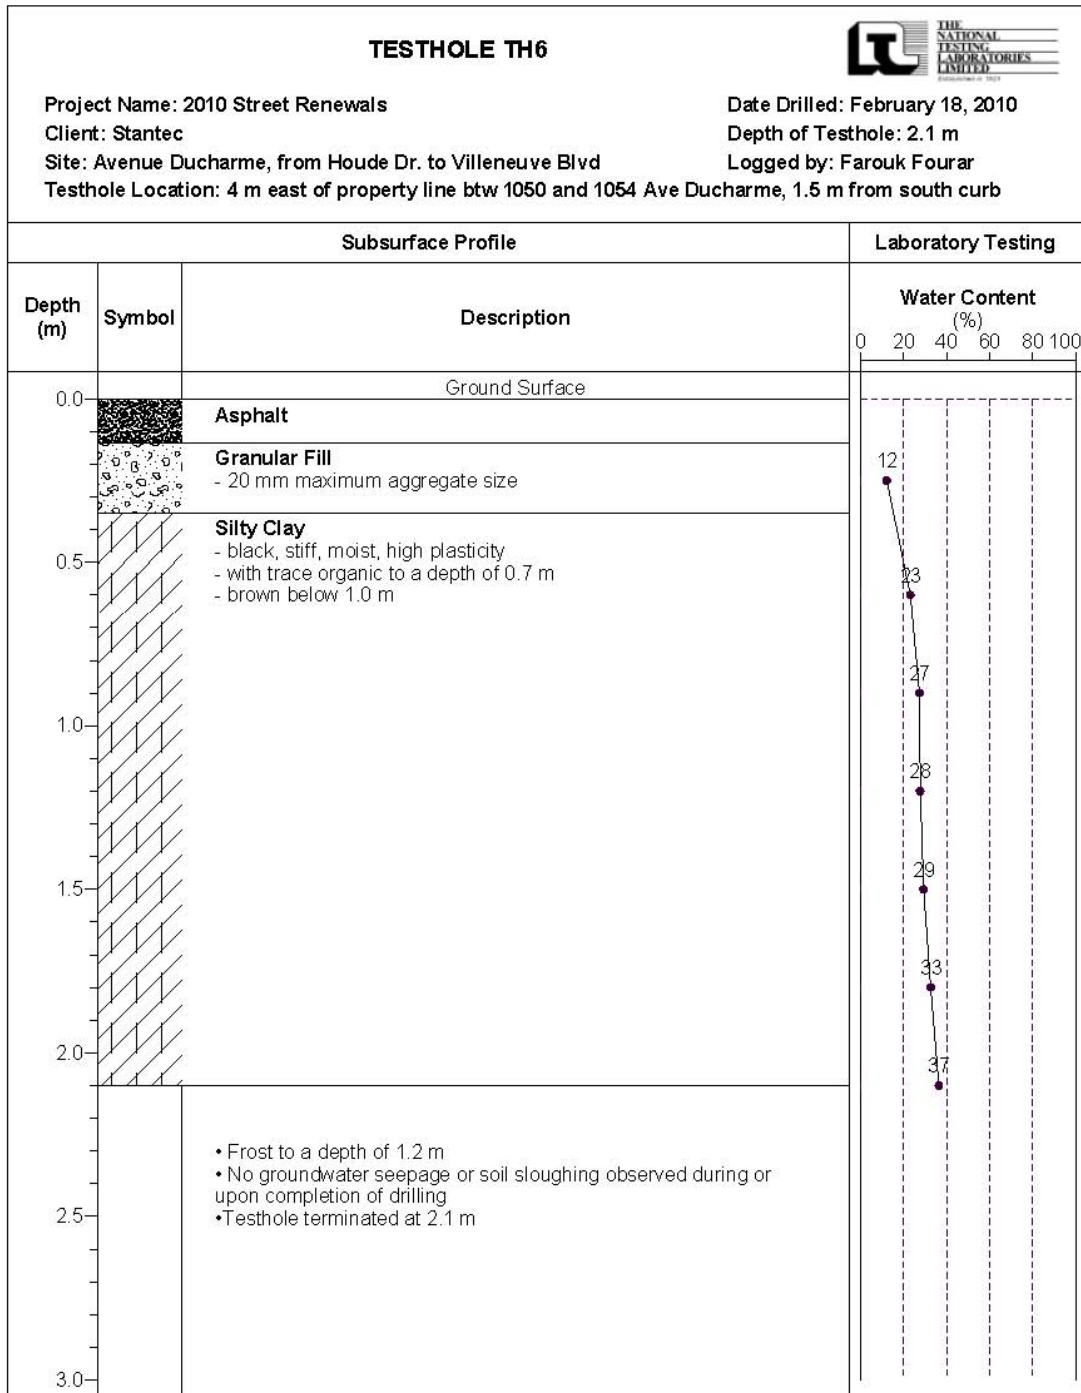 TESTHOLE TH6
THE
NATIONAL
TESTING
LABORATORIES
LIMITED
Established in 1923
Project Name: 2010 Street Renewals
Date Drilled: February 18, 2010
Client: Stantec
Depth of Testhole: 2.1 m
Site: Avenue Ducharme, from Houde Dr. to Villeneuve Blvd
Logged by: Farouk Fourar
Testhole Location: 4 m east of property line btw 1050 and 1054 Ave Ducharme, 1.5 m from south curb
Subsurface Profile
Laboratory Testing
Depth
(m)
Symbol
Description
Water Content
(%)
0 20 40 60 80 100
Ground Surface
0.0
Asphalt
Granular Fill
- 20 mm maximum aggregate size
12
Silty Clay
- black, stiff, moist, high plasticity
0.5
- with trace organic to a depth of 0.7 m
23
- brown below 1.0 m
27
1.0
28
29
1.5
33
2.0
37
• Frost to a depth of 1.2 m
• No groundwater seepage or soil sloughing observed during or
upon completion of drilling
•Testhole terminated at 2.1 m
2.5
3.0